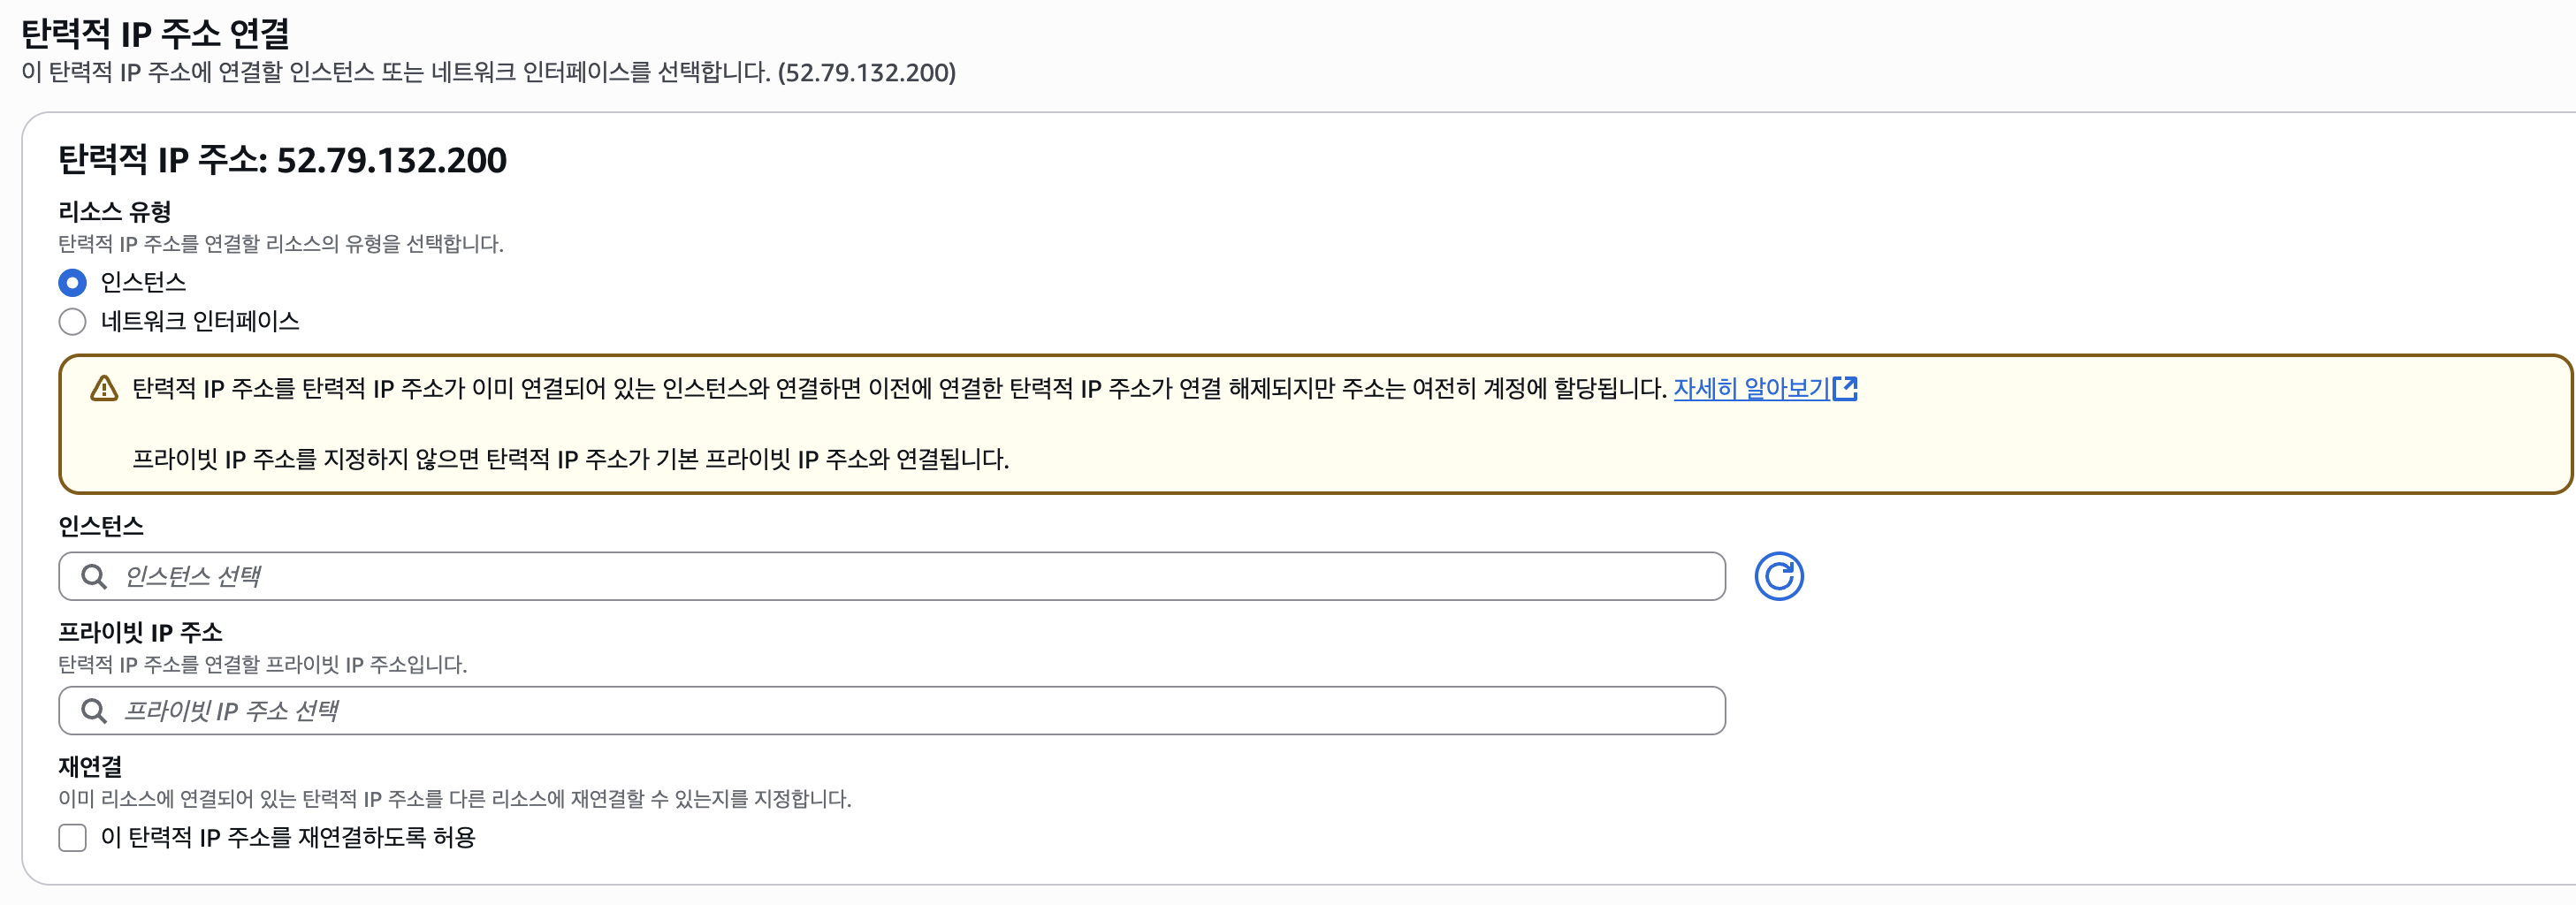 탄력적 IP 주소 연결
이 탄력적 IP 주소에 연결할 인스턴스 또는 네트워크 인터페이스를 선택합니다. (52.79.132.200)
탄력적 IP 주소: 52.79.132.200
리소스 유형
탄력적 IP 주소를 연결할 리소스의 유형을 선택합니다.
인스턴스
네트워크 인터페이스
탄력적 IP 주소를 탄력적 IP 주소가 이미 연결되어 있는 인스턴스와 연결하면 이전에 연결한 탄력적 IP 주소가 연결 해제되지만 주소는 여전히 계정에 할당됩니다. 자세히 알아보기
프라이빗 IP 주소를 지정하지 않으면 탄력적 IP 주소가 기본 프라이빗 IP 주소와 연결됩니다.
인스턴스
인스턴스 선택
프라이빗 IP 주소
탄력적 IP 주소를 연결할 프라이빗 IP 주소입니다.
프라이빗 IP 주소 선택
재연결
이미 리소스에 연결되어 있는 탄력적 IP 주소를 다른 리소스에 재연결할 수 있는지를 지정합니다.
이 탄력적 IP 주소를 재연결하도록 허용